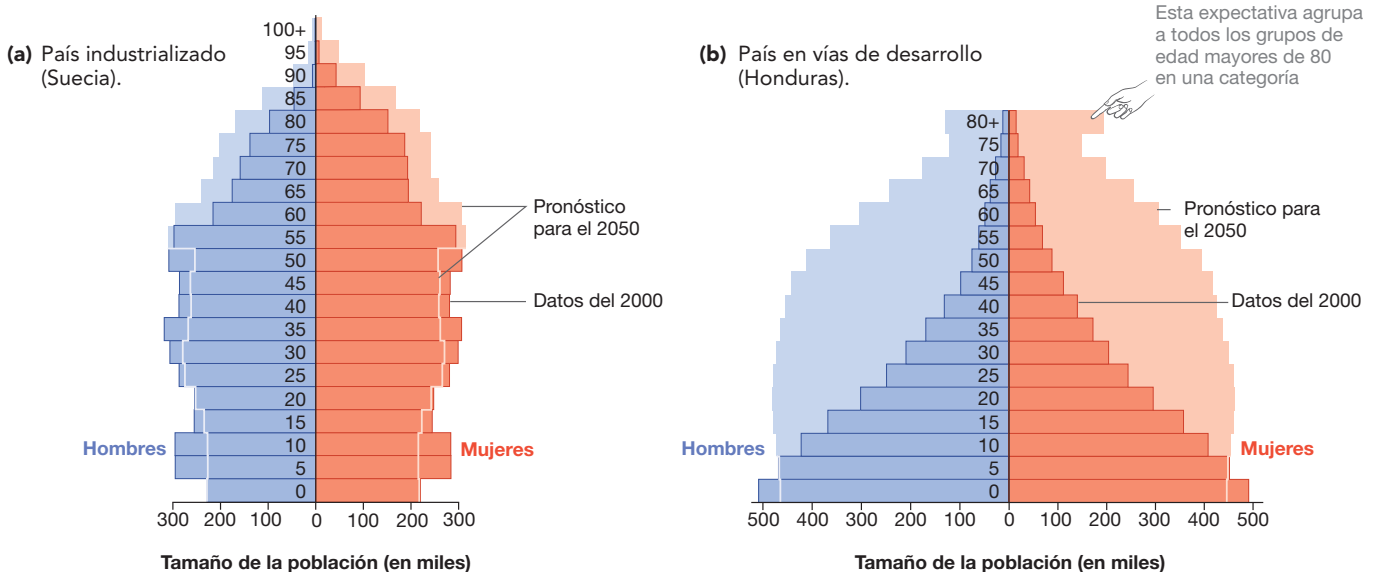 (a) País industrializado
(Suecia).
100+
95
90
85
80
75
70
65
60
55
50
45
40
35
30
25
20
15
10
5
0
Pronóstico
para el 2050
Datos del 2000
Hombres
Mujeres
300 200 100 0 100 200 300
Tamaño de la población (en miles)
(b) País en vías de desarrollo
(Honduras).
Esta expectativa agrupa
a todos los grupos de
edad mayores de 80
en una categoría
80+
75
70
65
60
55
50
45
40
35
30
25
20
15
10
5
0
Pronóstico para
el 2050
Datos del 2000
Hombres
Mujeres
500 400 300 200 100 0 100 200 300 400 500
Tamaño de la población (en miles)